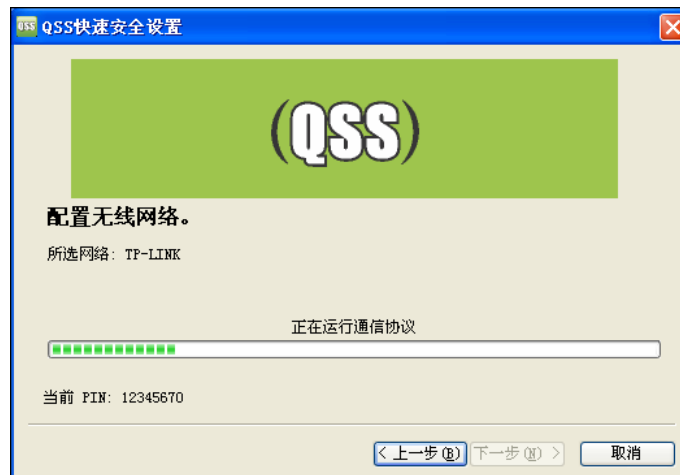 QSS QSS快速安全设置
(QSS)
配置无线网络。
所选网络: TP-LINK
正在运行通信协议
当前 PIN: 12345670
< 上一步(B) 下一步(N) > 取消